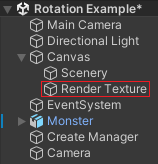 Rotation Example*
Main Camera
Directional Light
Canvas
Scenery
Render Texture
EventSystem
Monster
Create Manager
Camera